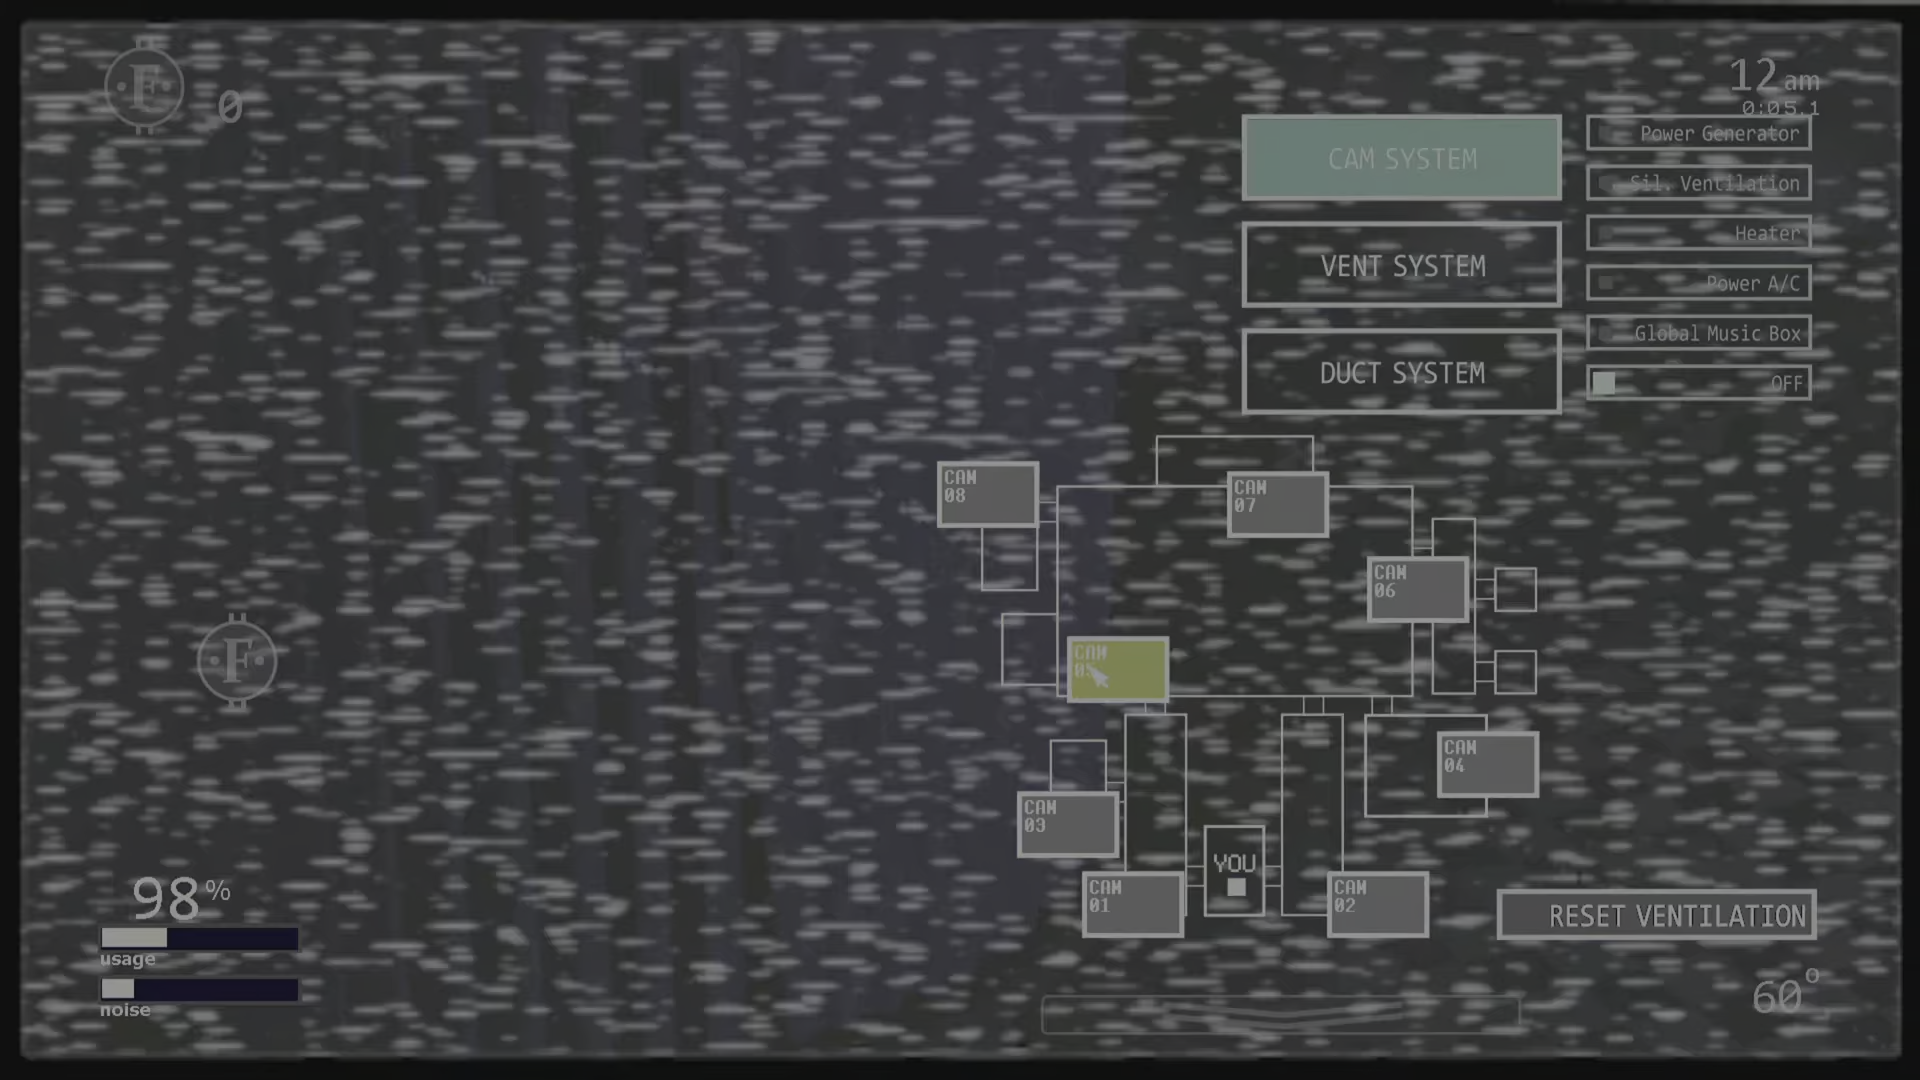 F
0
12 am
0:05.1
CAM SYSTEM
VENT SYSTEM
DUCT SYSTEM
Power Generator
Sil. Ventilation
Heater
Power A/C
Global Music Box
OFF
CAM
08
CAM
07
CAM
06
CAM
05
CAM
04
CAM
03
CAM
01
CAM
02
YOU
F
98%
usage
noise
RESET VENTILATION
60°